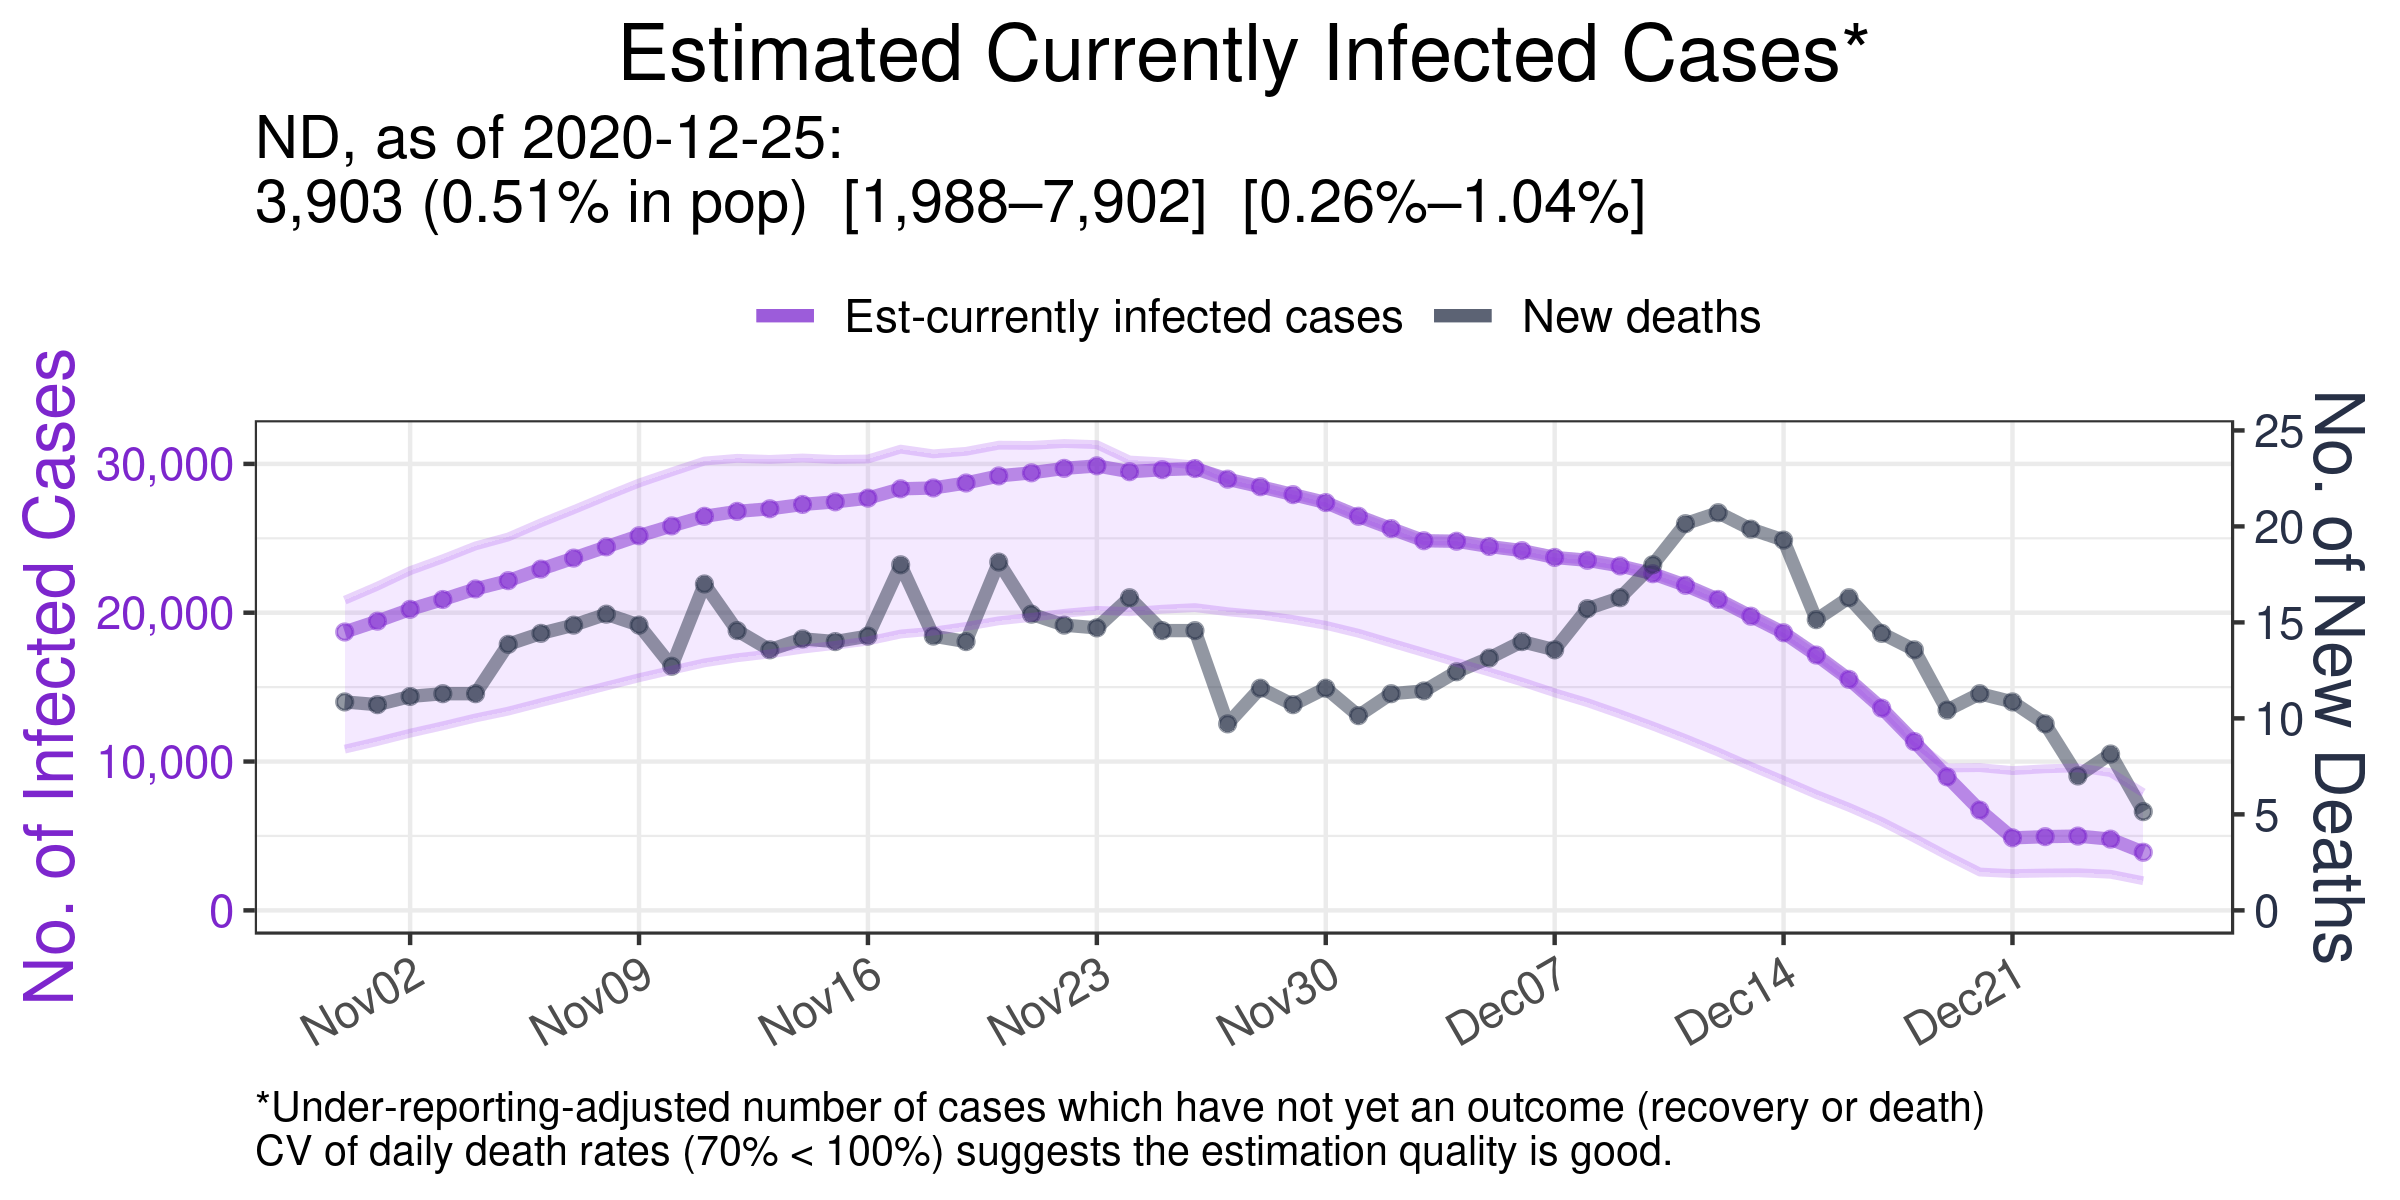 Estimated Currently Infected Cases*
ND, as of 2020-12-25:
3,903 (0.51% in pop)  [1,988–7,902]  [0.26%–1.04%]
Est-currently infected cases
New deaths
No. of Infected Cases
30,000
20,000
10,000
0
25
20
15
10
5
0
No. of New Deaths
Nov02
Nov09
Nov16
Nov23
Nov30
Dec07
Dec14
Dec21
*Under-reporting-adjusted number of cases which have not yet an outcome (recovery or death)
CV of daily death rates (70% < 100%) suggests the estimation quality is good.